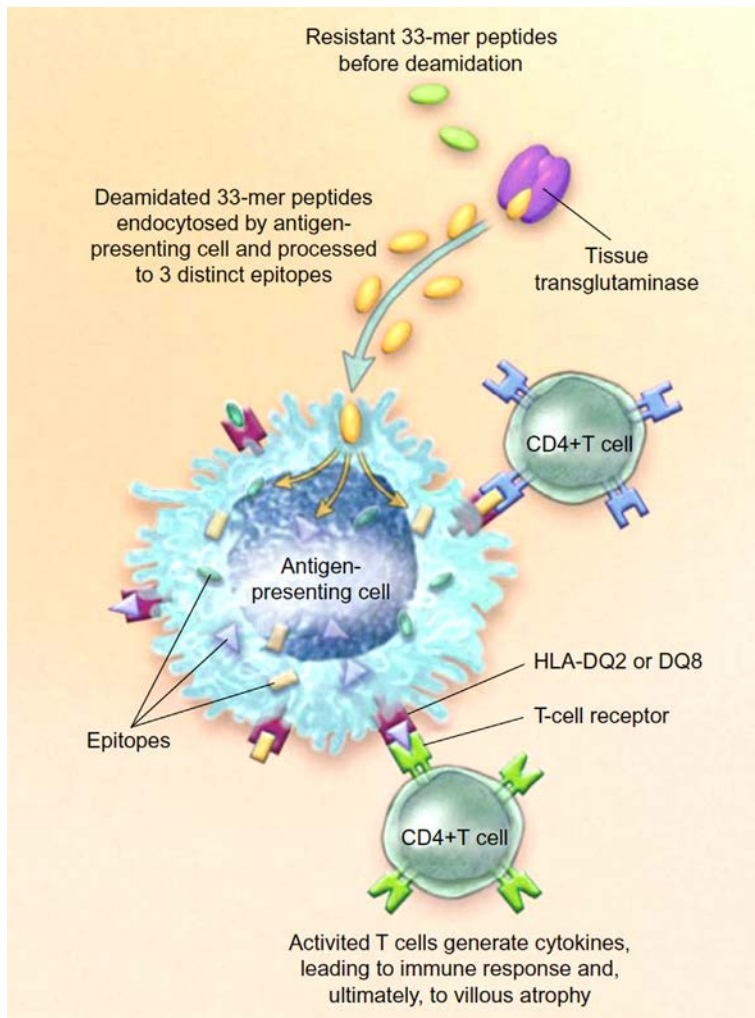 Resistant 33-mer peptides
before deamidation
Deamidated 33-mer peptides
endocytosed by antigen-
presenting cell and processed
to 3 distinct epitopes
Tissue
transglutaminase
CD4+T cell
Antigen-
presenting cell
HLA-DQ2 or DQ8
T-cell receptor
Epitopes
CD4+T cell
Activited T cells generate cytokines,
leading to immune response and,
ultimately, to villous atrophy